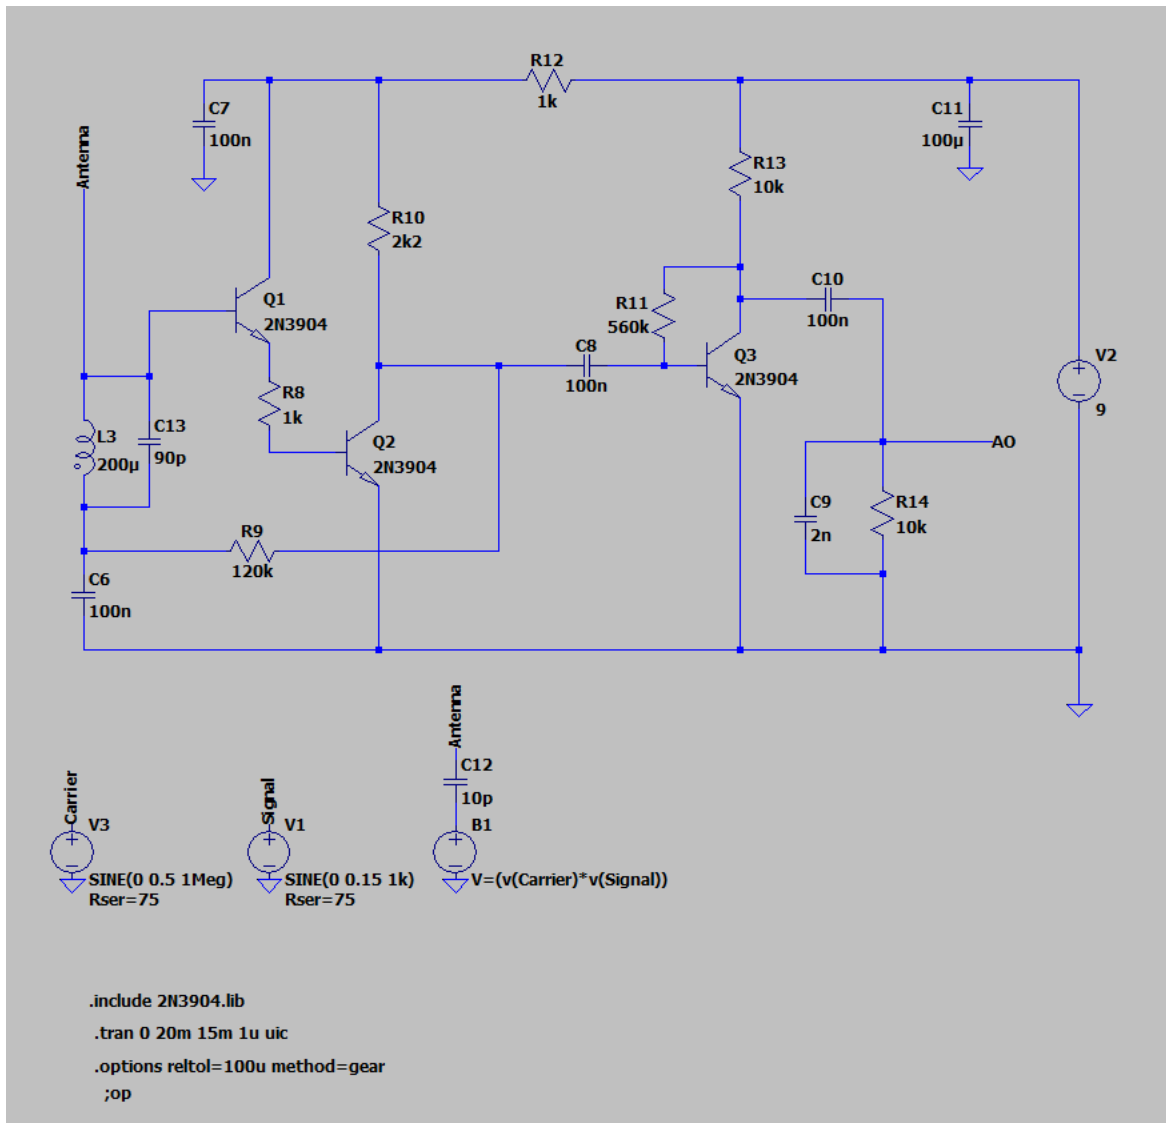 R12
1k
C7
100n
C11
100µ
Antenna
R13
10k
R10
2k2
C10
100n
Q1
2N3904
R11
560k
C8
100n
Q3
2N3904
V2
9
R8
1k
L3
200µ
C13
90p
Q2
2N3904
AO
C9
2n
R14
10k
R9
120k
C6
100n
Antenna
C12
10p
Carrier
V3
SINE(0 0.5 1Meg)
Rser=75
Signal
V1
SINE(0 0.15 1k)
Rser=75
B1
V=(v(Carrier)*v(Signal))
.include 2N3904.lib
.tran 0 20m 15m 1u uic
.options reltol=100u method=gear
;op